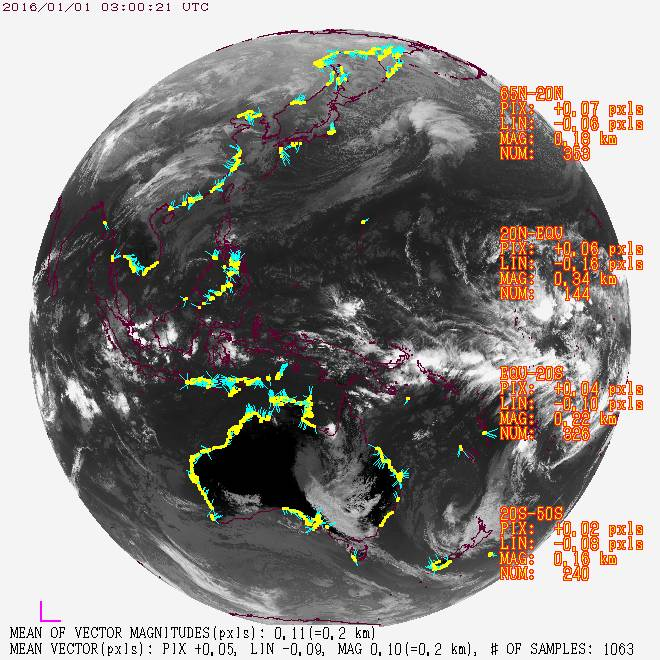 2016/01/01 03:00:21 UTC
65N-20N
PIX: +0.07 pxls
LIN: -0.06 pxls
MAG: 0.18 km
NUM: 353
20N-EQU
PIX: +0.06 pxls
LIN: -0.16 pxls
MAG: 0.34 km
NUM: 144
EQU-20S
PIX: +0.04 pxls
LIN: -0.10 pxls
MAG: 0.22 km
NUM: 326
20S-50S
PIX: +0.02 pxls
LIN: -0.08 pxls
MAG: 0.16 km
NUM: 240
MEAN OF VECTOR MAGNITUDES(pxls): 0.11(=0.2 km)
MEAN VECTOR(pxls): PIX +0.05, LIN -0.09, MAG 0.10(=0.2 km), # OF SAMPLES: 1063